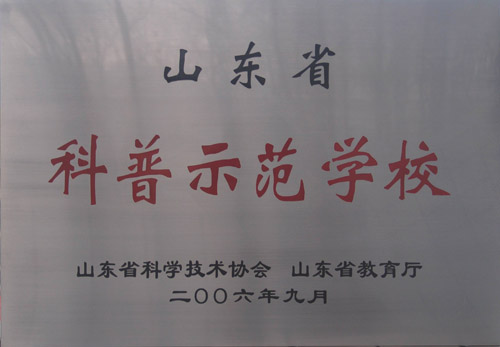 山东省
科普示范学校
山东省科学技术协会 山东省教育厅
二〇〇六年九月